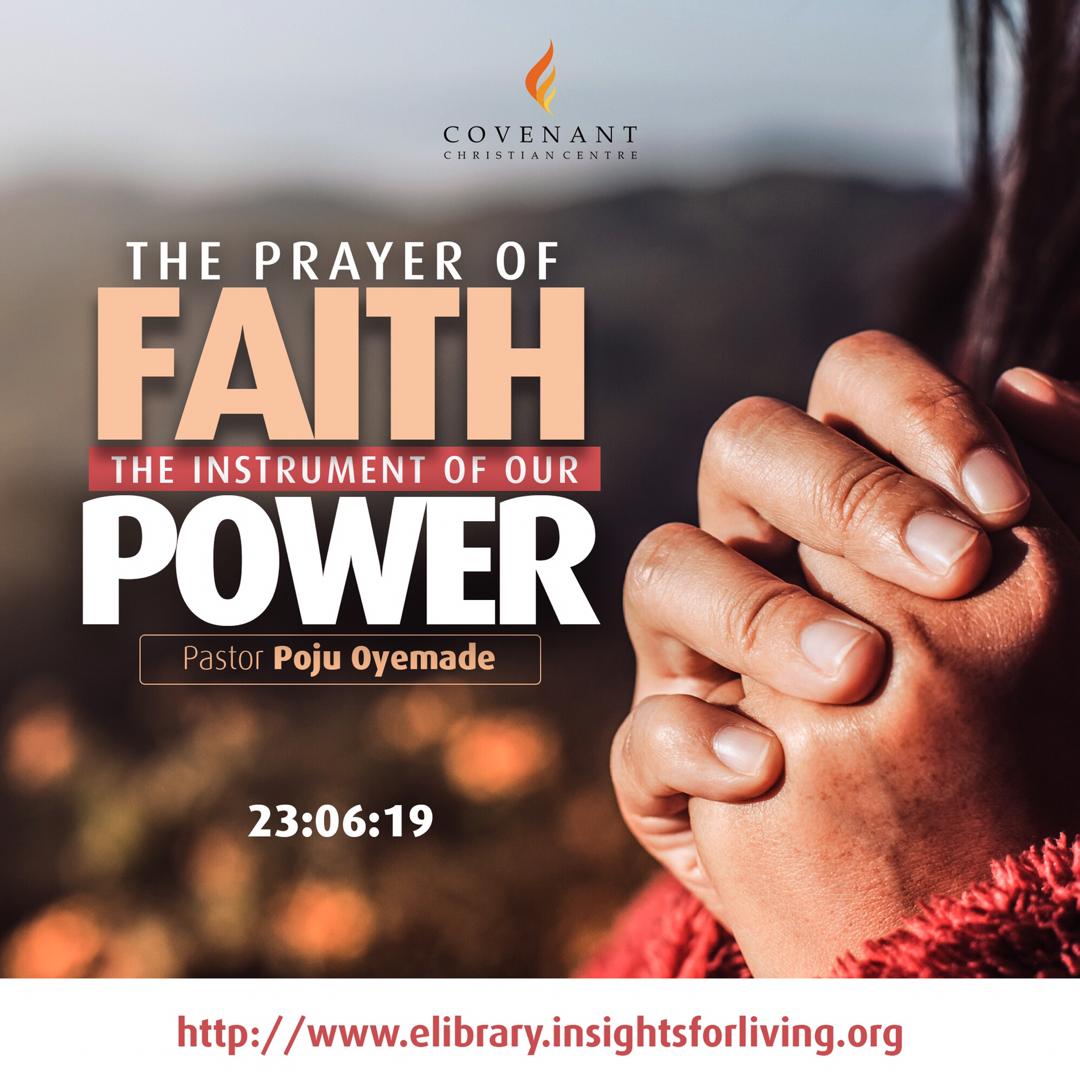 COVENANT
CHRISTIAN CENTRE
THE PRAYER OF
FAITH
THE INSTRUMENT OF OUR
POWER
Pastor Poju Oyemade
23:06:19
http://www.elibrary.insightsforliving.org